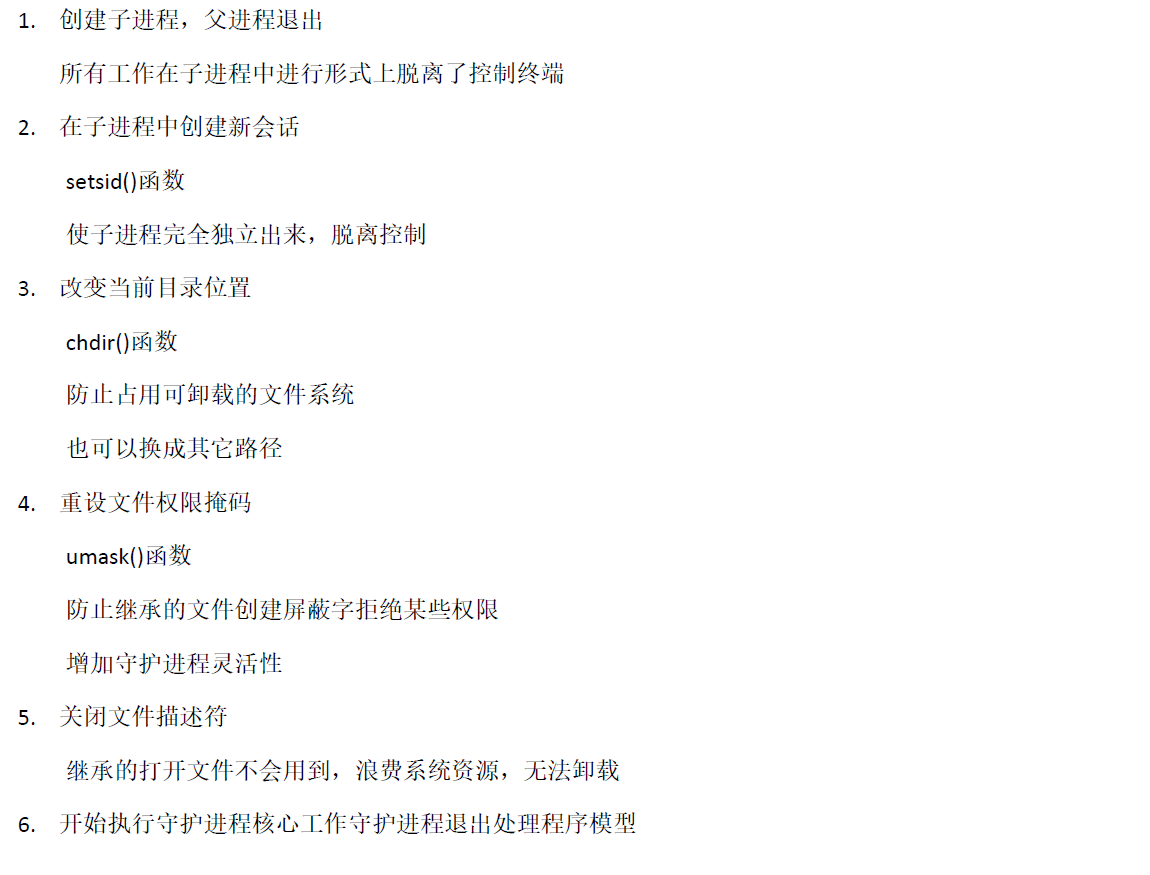 1. 创建子进程，父进程退出
所有工作在子进程中进行形式上脱离了控制终端
2. 在子进程中创建新会话
setsid()函数
使子进程完全独立出来，脱离控制
3. 改变当前目录位置
chdir()函数
防止占用可卸载的文件系统
也可以换成其它路径
4. 重设文件权限掩码
umask()函数
防止继承的文件创建屏蔽字拒绝某些权限
增加守护进程灵活性
5. 关闭文件描述符
继承的打开文件不会用到，浪费系统资源，无法卸载
6. 开始执行守护进程核心工作守护进程退出处理程序模型